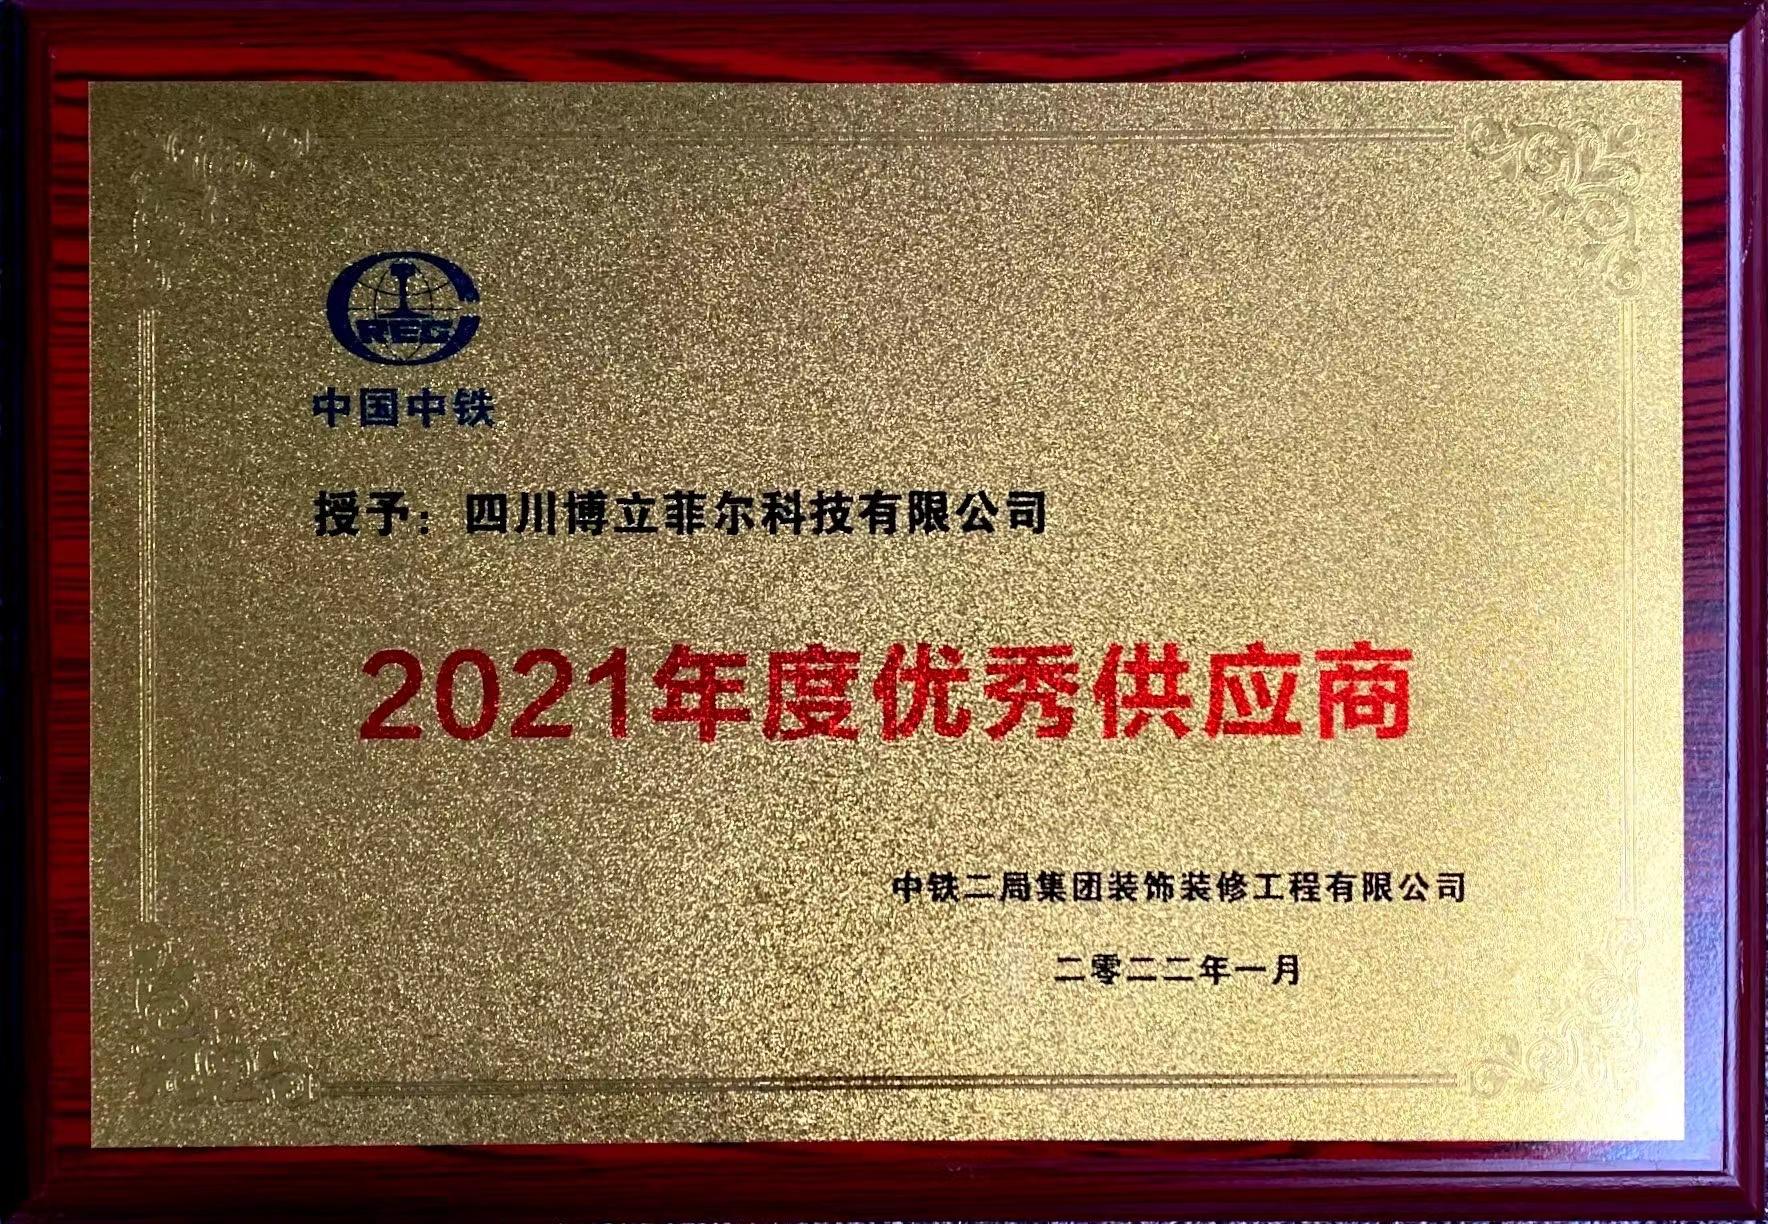 CREC
中国中铁
授予：四川博立菲尔科技有限公司
2021年度优秀供应商
中铁二局集团装饰装修工程有限公司
二零二二年一月